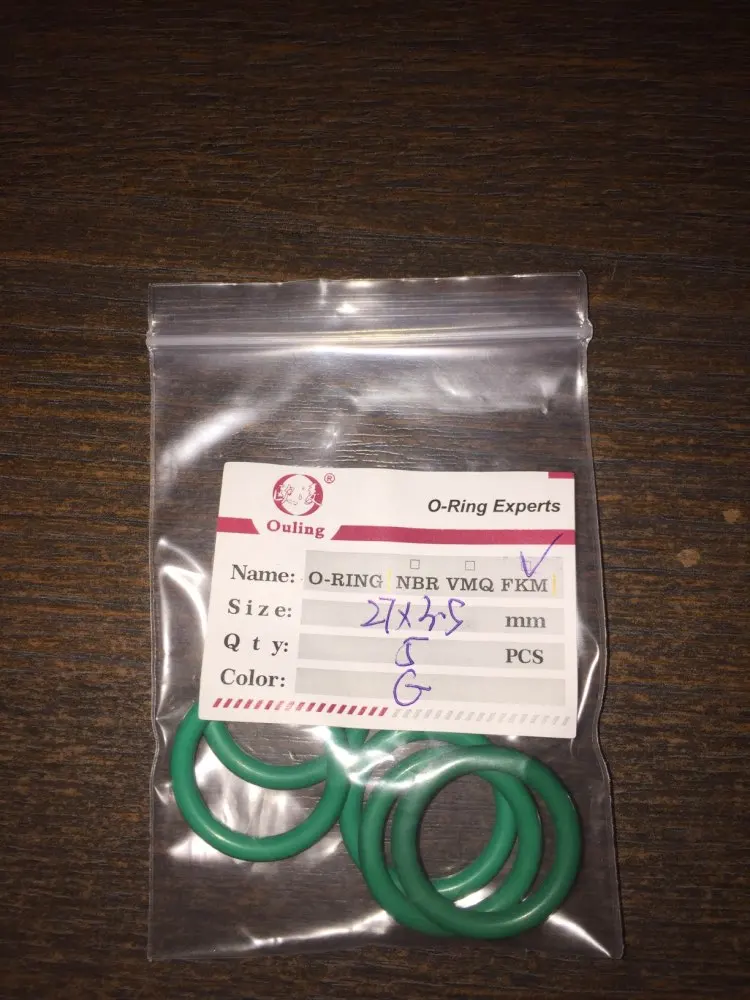 ®
Ouling
O-Ring Experts
Name: O-RING NBR VMQ FKM
Size: 27x3.5 mm
Qty: 5 PCS
Color: G